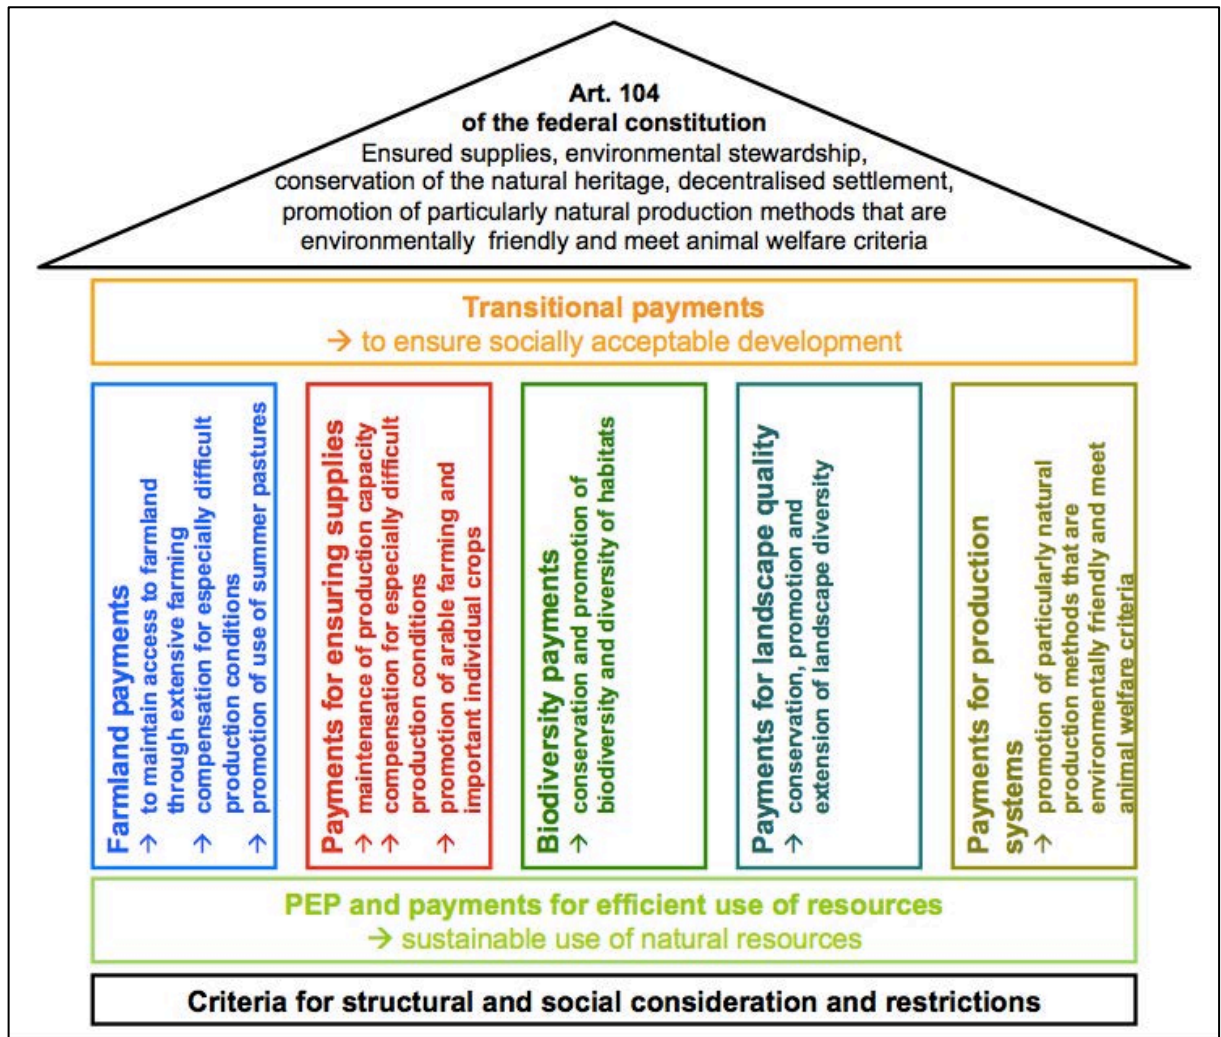 Art. 104
of the federal constitution
Ensured supplies, environmental stewardship,
conservation of the natural heritage, decentralised settlement,
promotion of particularly natural production methods that are
environmentally friendly and meet animal welfare criteria
Transitional payments
→ to ensure socially acceptable development
Farmland payments
→ to maintain access to farmland
through extensive farming
→ compensation for especially difficult
production conditions
→ promotion of use of summer pastures
Payments for ensuring supplies
→ maintenance of production capacity
→ compensation for especially difficult
production conditions
→ promotion of arable farming and
important individual crops
Biodiversity payments
→ conservation and promotion of
biodiversity and diversity of habitats
Payments for landscape quality
→ conservation, promotion and
extension of landscape diversity
Payments for production
systems
→ promotion of particularly natural
production methods that are
environmentally friendly and meet
animal welfare criteria
PEP and payments for efficient use of resources
→ sustainable use of natural resources
Criteria for structural and social consideration and restrictions